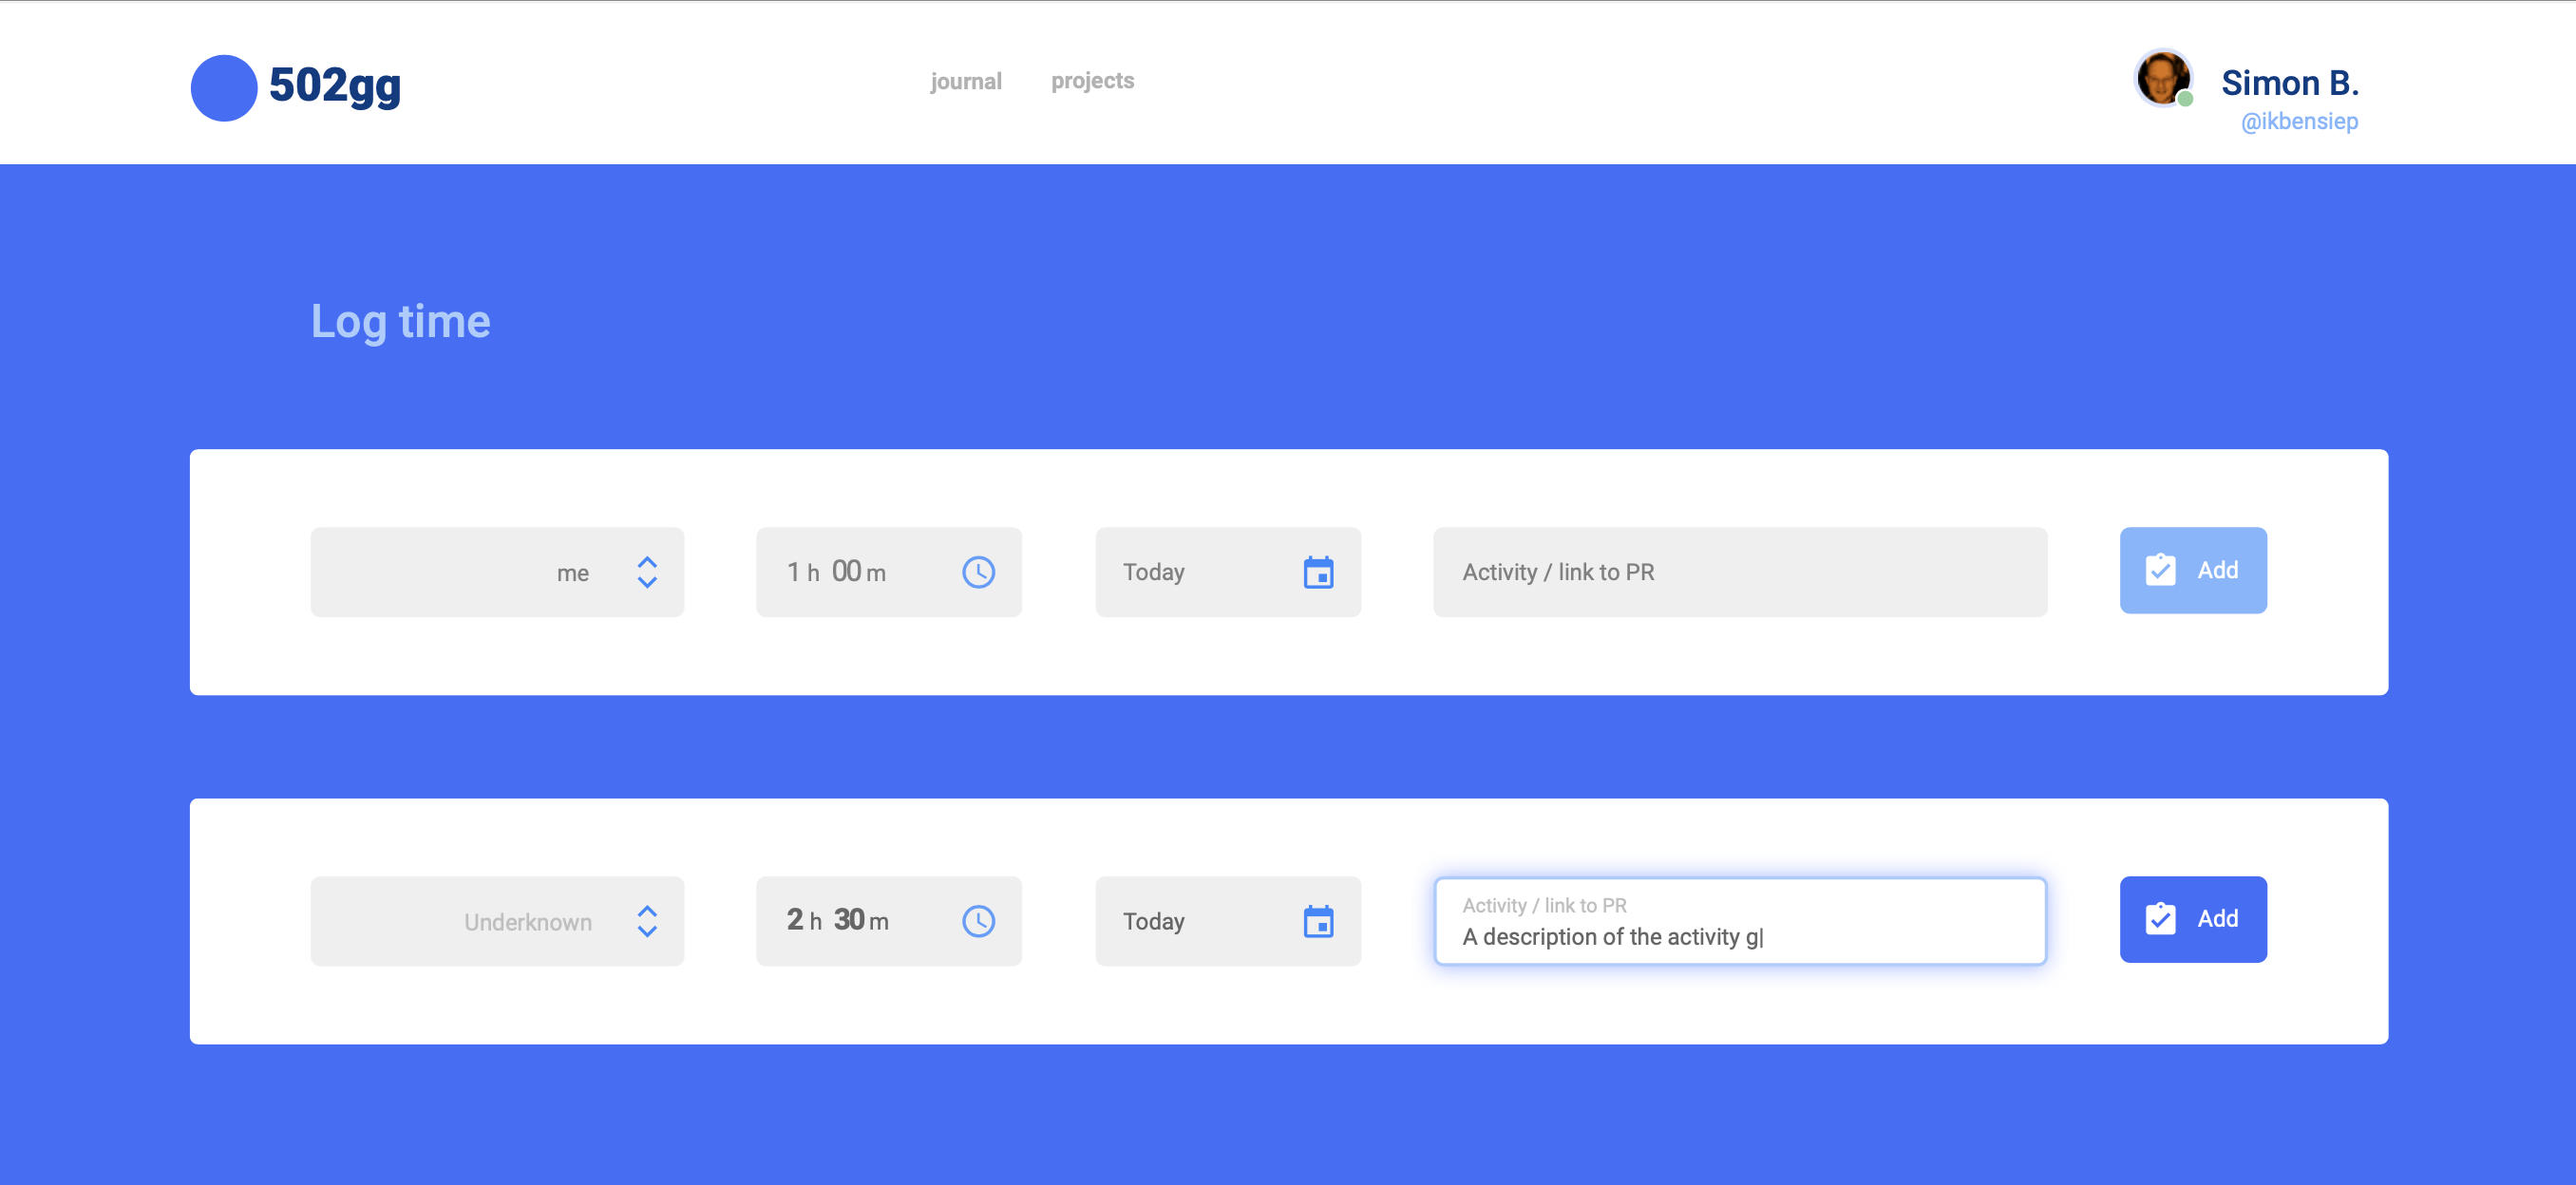 502gg
journal projects
Simon B.
@ikbensiep
Log time
me
1 h 00 m
Today
Activity / link to PR
Add
Underknown
2 h 30 m
Today
Activity / link to PR
A description of the activity g
Add